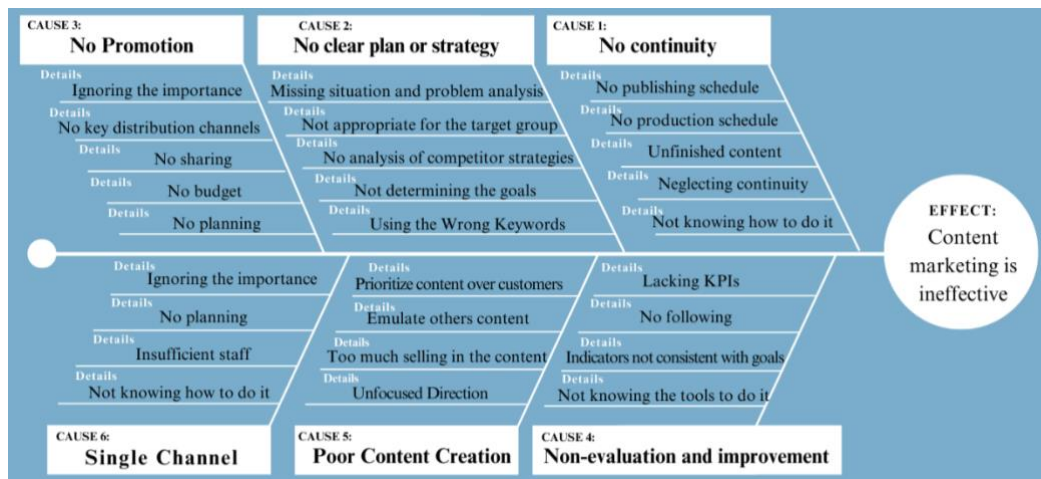 CAUSE 3:
No Promotion
Details
Ignoring the importance
Details
No key distribution channels
Details
No sharing
Details
No budget
Details
No planning
CAUSE 2:
No clear plan or strategy
Details
Missing situation and problem analysis
Details
Not appropriate for the target group
Details
No analysis of competitor strategies
Details
Not determining the goals
Details
Using the Wrong Keywords
CAUSE 1:
No continuity
Details
No publishing schedule
Details
No production schedule
Details
Unfinished content
Details
Neglecting continuity
Details
Not knowing how to do it
EFFECT:
Content
marketing is
ineffective
Details
Ignoring the importance
Details
No planning
Details
Insufficient staff
Details
Not knowing how to do it
CAUSE 6:
Single Channel
Details
Prioritize content over customers
Details
Emulate others content
Details
Too much selling in the content
Details
Unfocused Direction
CAUSE 5:
Poor Content Creation
Details
Lacking KPIs
Details
No following
Details
Indicators not consistent with goals
Details
Not knowing the tools to do it
CAUSE 4:
Non-evaluation and improvement